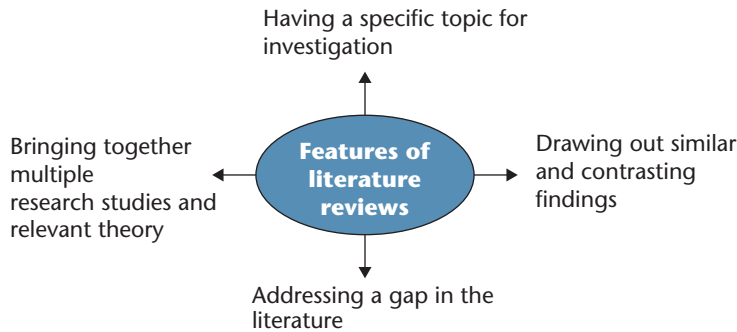 Having a specific topic for
investigation
Bringing together
multiple
research studies and
relevant theory
Features of
literature
reviews
Drawing out similar
and contrasting
findings
Addressing a gap in the
literature